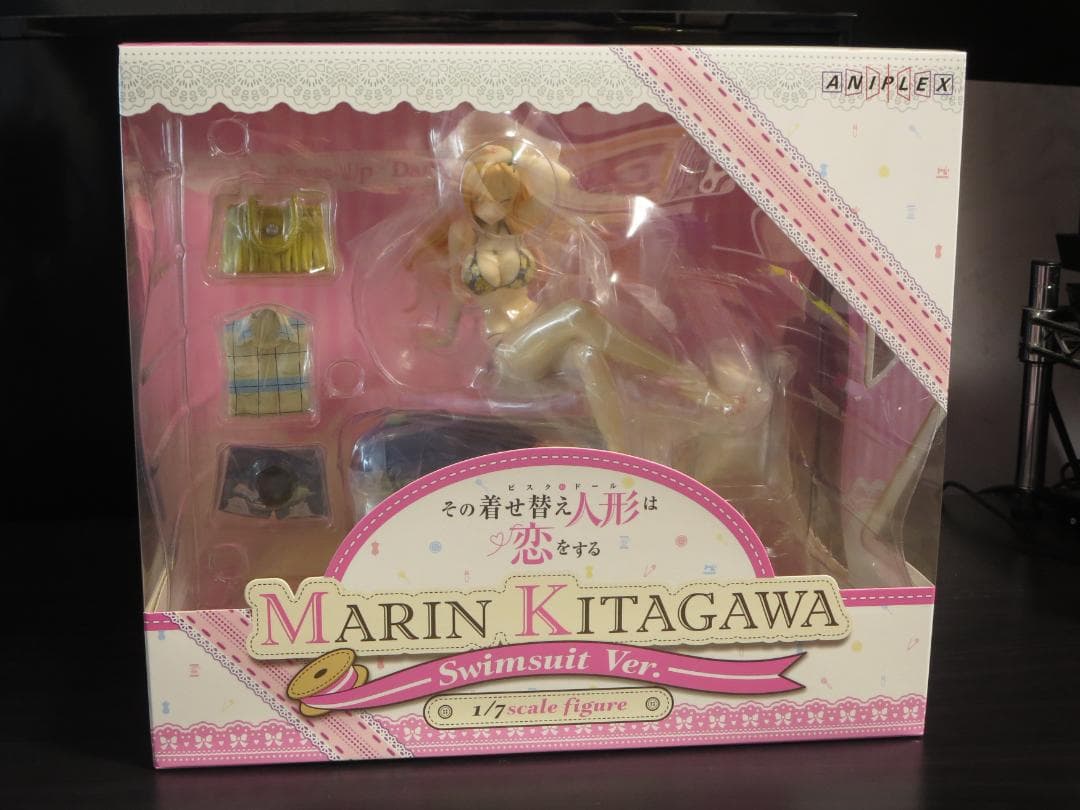 ANIPLEX
ビスク・ドール
その着せ替え人形は
恋をする
MARIN KITAGAWA
Swimsuit Ver.
1/7 scale figure